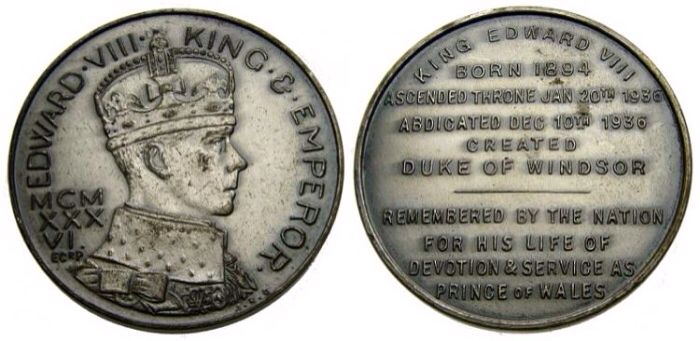 EDWARD·VIII·KING·&·EMPEROR.
MCM
XXX
VI.
KING EDWARD VIII
BORN 1894
ASCENDED THRONE JAN 20TH 1936
ABDICATED DEC 10TH 1936
CREATED
DUKE OF WINDSOR
REMEMBERED BY THE NATION
FOR HIS LIFE OF
DEVOTION & SERVICE AS
PRINCE OF WALES